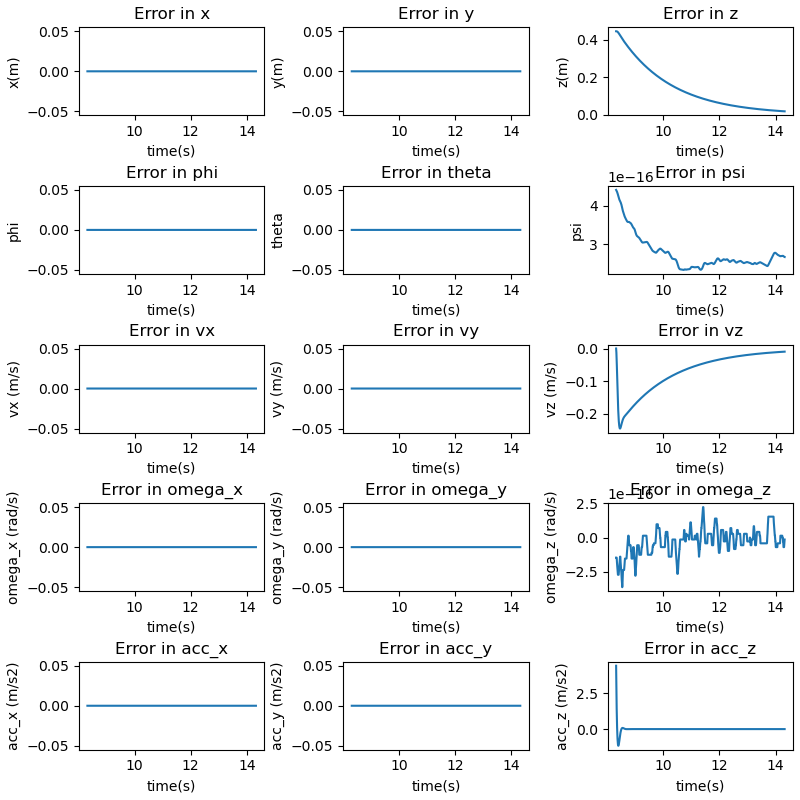 Error in x
0.05
0.00
−0.05
x(m)
10
12
14
time(s)
Error in y
0.05
0.00
−0.05
y(m)
10
12
14
time(s)
Error in z
0.4
0.2
0.0
z(m)
10
12
14
time(s)
Error in phi
0.05
0.00
−0.05
phi
10
12
14
time(s)
Error in theta
0.05
0.00
−0.05
theta
10
12
14
time(s)
1e−16
Error in psi
4
3
psi
10
12
14
time(s)
Error in vx
0.05
0.00
−0.05
vx (m/s)
10
12
14
time(s)
Error in vy
0.05
0.00
−0.05
vy (m/s)
10
12
14
time(s)
Error in vz
0.0
−0.1
−0.2
vz (m/s)
10
12
14
time(s)
Error in omega_x
0.05
0.00
−0.05
omega_x (rad/s)
10
12
14
time(s)
Error in omega_y
0.05
0.00
−0.05
omega_y (rad/s)
10
12
14
time(s)
1e−16
Error in omega_z
2.5
0.0
−2.5
omega_z (rad/s)
10
12
14
time(s)
Error in acc_x
0.05
0.00
−0.05
acc_x (m/s2)
10
12
14
time(s)
Error in acc_y
0.05
0.00
−0.05
acc_y (m/s2)
10
12
14
time(s)
Error in acc_z
2.5
0.0
acc_z (m/s2)
10
12
14
time(s)